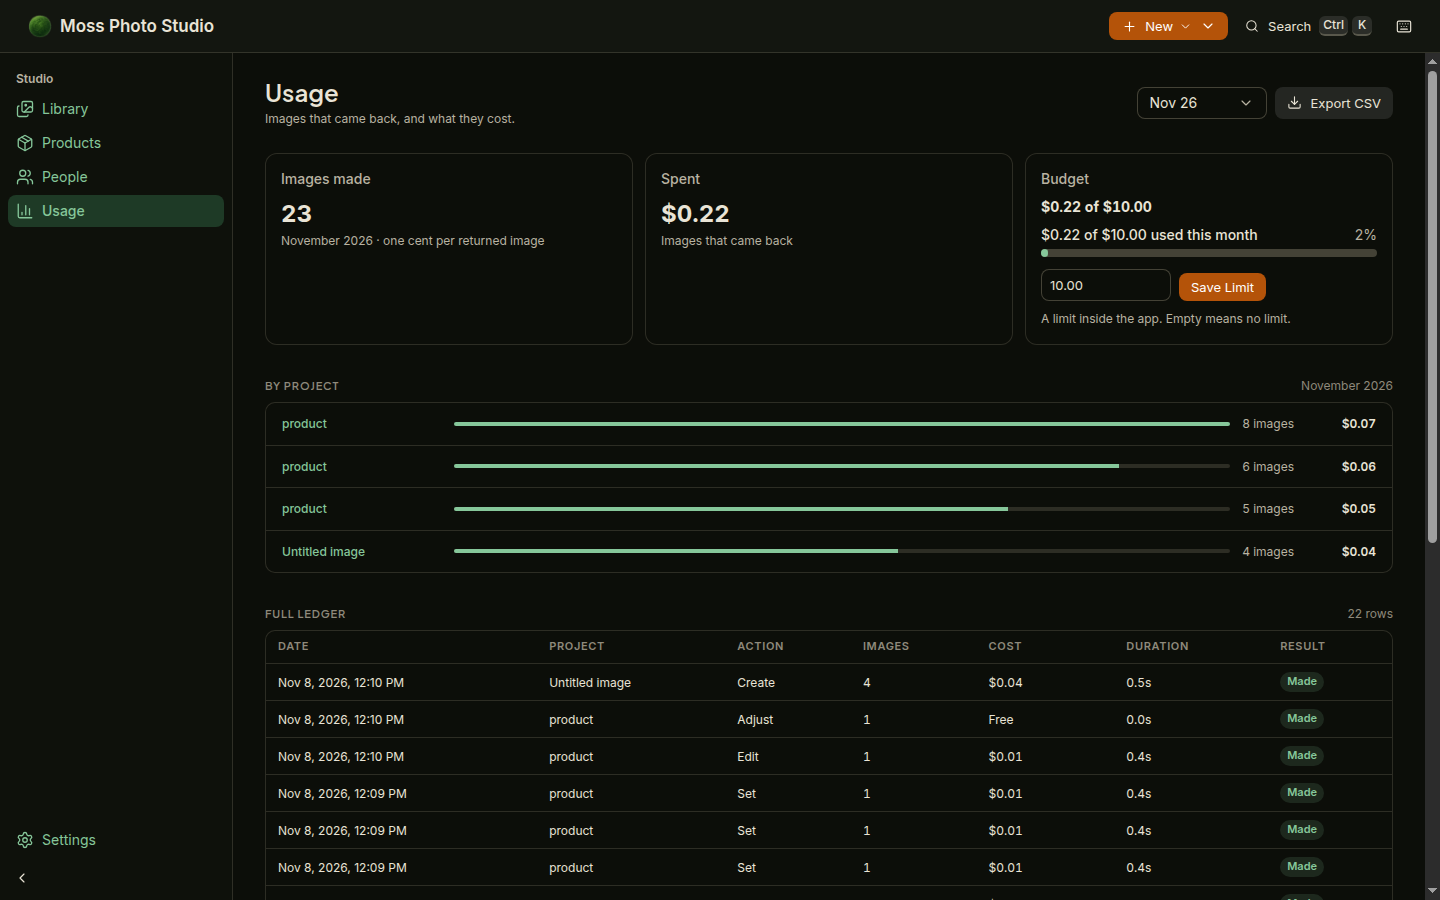 Moss Photo Studio
New
Search Ctrl K
Studio
Library
Products
People
Usage
Settings
Usage
Images that came back, and what they cost.
Nov 26
Export CSV
Images made
23
November 2026 · one cent per returned image
Spent
$0.22
Images that came back
Budget
$0.22 of $10.00
$0.22 of $10.00 used this month 2%
10.00
Save Limit
A limit inside the app. Empty means no limit.
BY PROJECT November 2026
product 8 images $0.07
product 6 images $0.06
product 5 images $0.05
Untitled image 4 images $0.04
FULL LEDGER 22 rows
DATE PROJECT ACTION IMAGES COST DURATION RESULT
Nov 8, 2026, 12:10 PM Untitled image Create 4 $0.04 0.5s Made
Nov 8, 2026, 12:10 PM product Adjust 1 Free 0.0s Made
Nov 8, 2026, 12:10 PM product Edit 1 $0.01 0.4s Made
Nov 8, 2026, 12:09 PM product Set 1 $0.01 0.4s Made
Nov 8, 2026, 12:09 PM product Set 1 $0.01 0.4s Made
Nov 8, 2026, 12:09 PM product Set 1 $0.01 0.4s Made